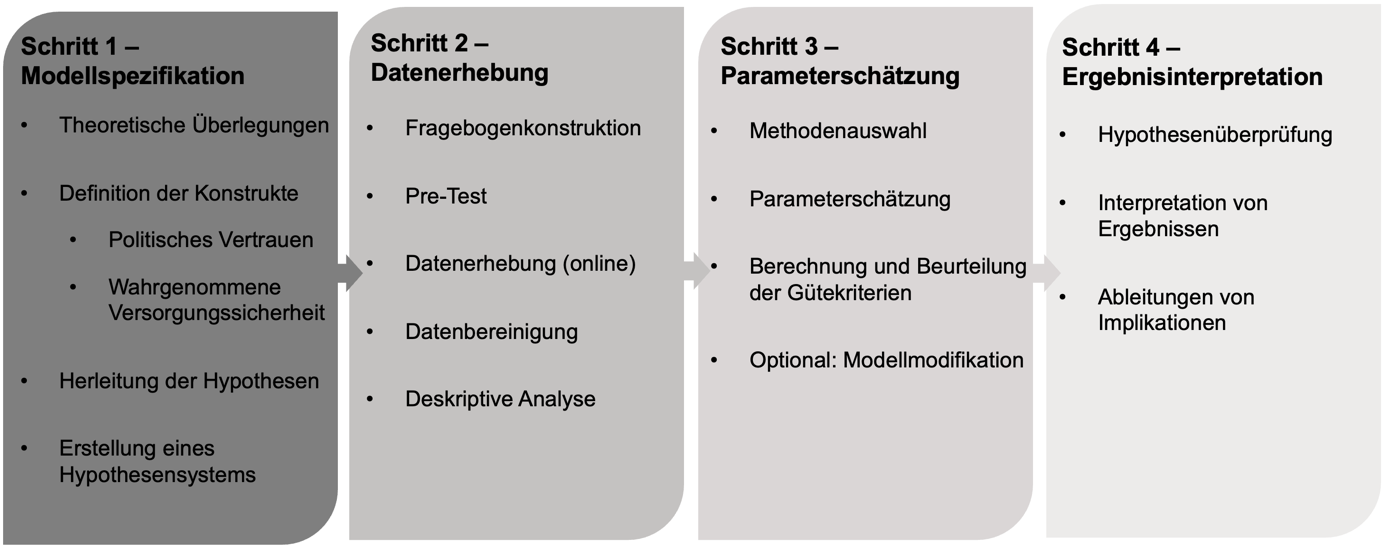 Schritt 1 –
Modellspezifikation
• Theoretische Überlegungen
• Definition der Konstrukte
• Politisches Vertrauen
• Wahrgenommene
Versorgungssicherheit
• Herleitung der Hypothesen
• Erstellung eines
Hypothesensystems
Schritt 2 –
Datenerhebung
• Fragebogenkonstruktion
• Pre-Test
• Datenerhebung (online)
• Datenbereinigung
• Deskriptive Analyse
Schritt 3 –
Parameterschätzung
• Methodenauswahl
• Parameterschätzung
• Berechnung und Beurteilung
der Gütekriterien
• Optional: Modellmodifikation
Schritt 4 –
Ergebnisinterpretation
• Hypothesenüberprüfung
• Interpretation von
Ergebnissen
• Ableitungen von
Implikationen